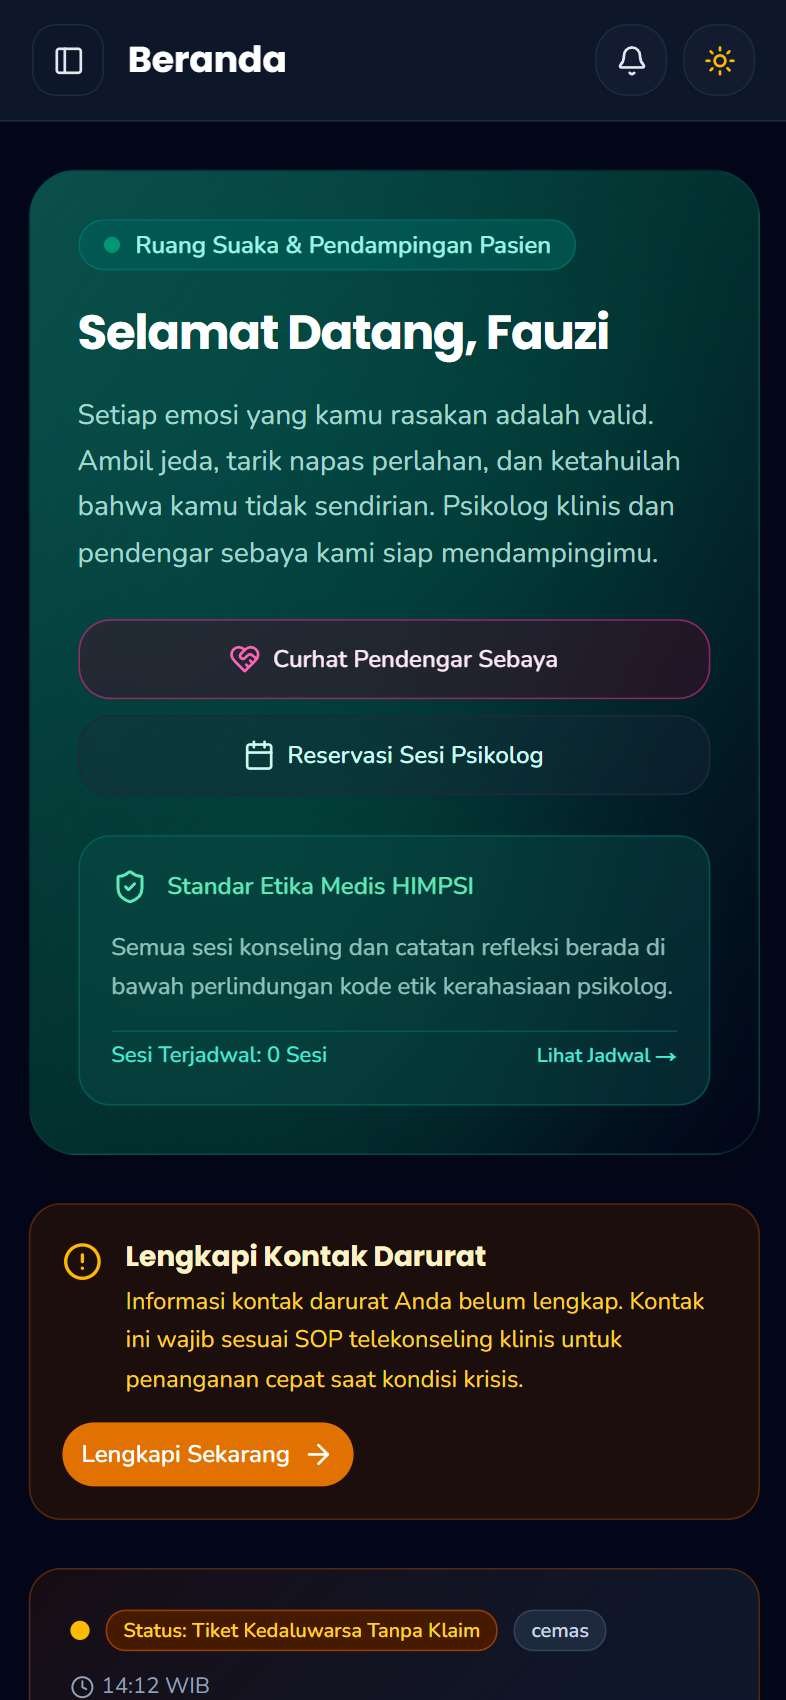 Beranda
Ruang Suaka & Pendampingan Pasien
Selamat Datang, Fauzi
Setiap emosi yang kamu rasakan adalah valid.
Ambil jeda, tarik napas perlahan, dan ketahuilah
bahwa kamu tidak sendirian. Psikolog klinis dan
pendengar sebaya kami siap mendampingimu.
Curhat Pendengar Sebaya
Reservasi Sesi Psikolog
Standar Etika Medis HIMPSI
Semua sesi konseling dan catatan refleksi berada di
bawah perlindungan kode etik kerahasiaan psikolog.
Sesi Terjadwal: 0 Sesi Lihat Jadwal →
Lengkapi Kontak Darurat
Informasi kontak darurat Anda belum lengkap. Kontak
ini wajib sesuai SOP telekonseling klinis untuk
penanganan cepat saat kondisi krisis.
Lengkapi Sekarang →
Status: Tiket Kedaluwarsa Tanpa Klaim cemas
14:12 WIB